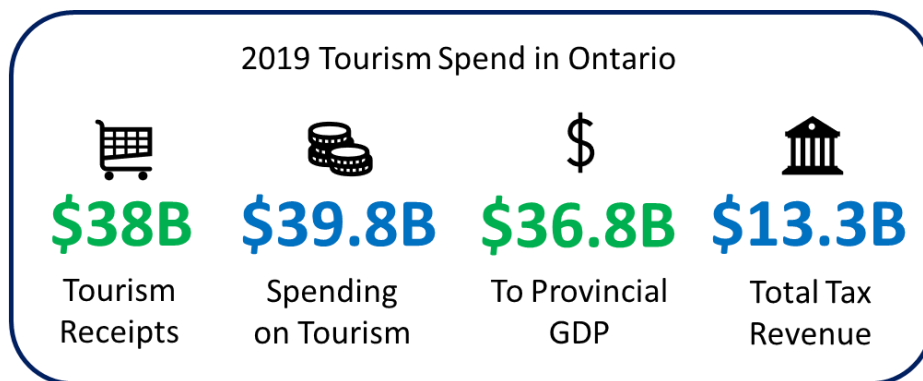 2019 Tourism Spend in Ontario
$
$38B
$39.8B
$36.8B
$13.3B
Tourism
Receipts
Spending
on Tourism
To Provincial
GDP
Total Tax
Revenue